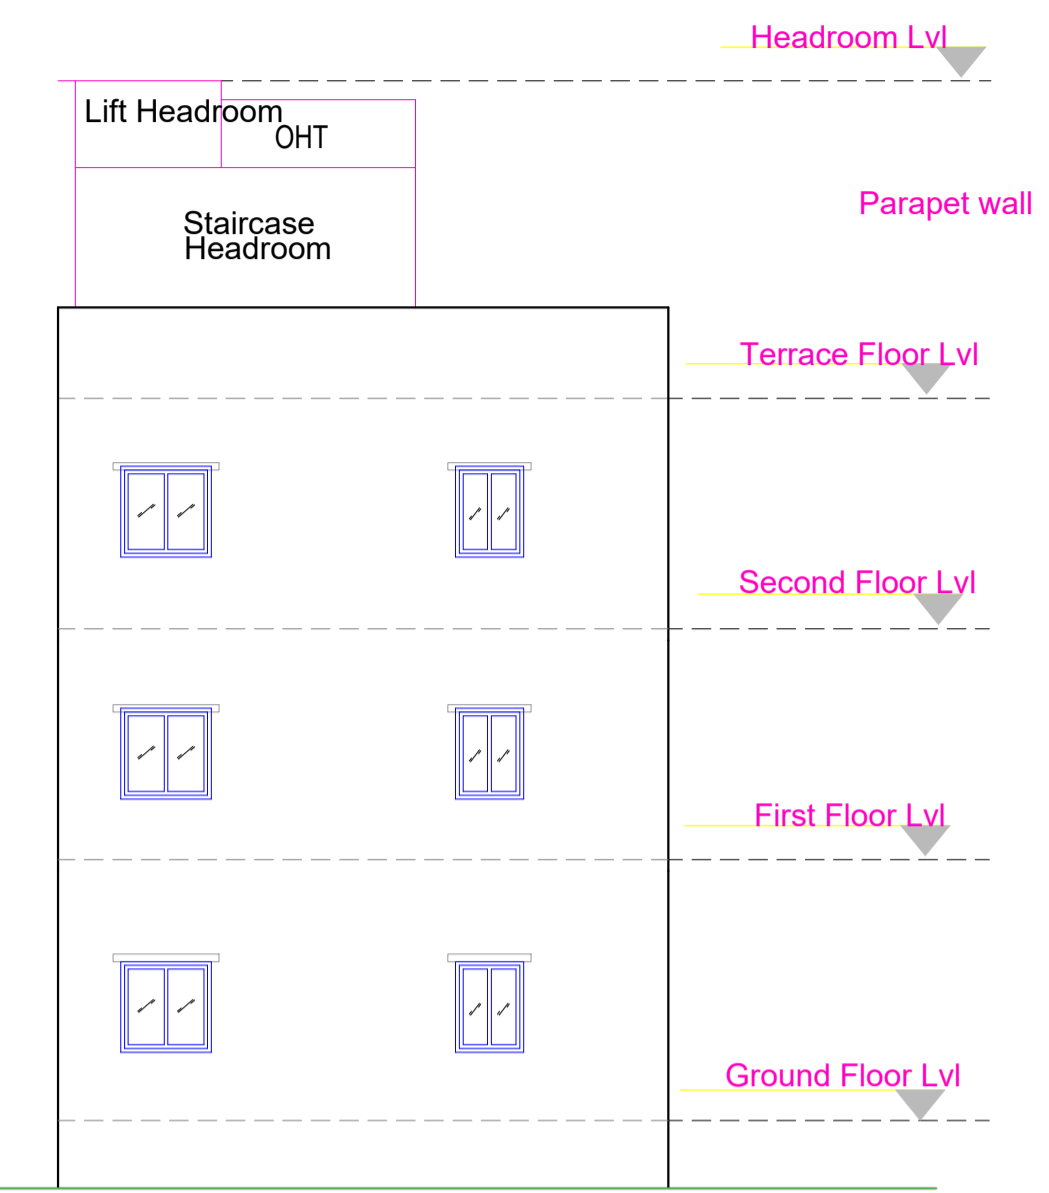 Headroom Lvl
Lift Headroom
OHT
Parapet wall
Staircase
Headroom
Terrace Floor Lvl
Second Floor Lvl
First Floor Lvl
Ground Floor Lvl